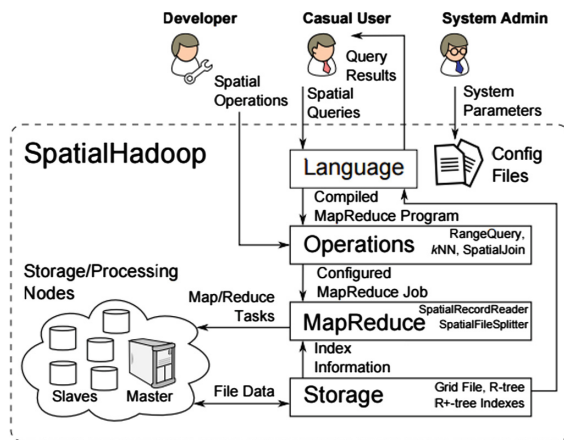 Developer
Casual User
System Admin
Query
Results
Spatial
Operations
Spatial
Queries
System
Parameters
SpatialHadoop
Language
Config
Files
Compiled
MapReduce Program
Operations
RangeQuery,
kNN, SpatialJoin
Storage/Processing
Nodes
Configured
MapReduce Job
Map/Reduce
Tasks
MapReduce
SpatialRecordReader
SpatialFileSplitter
Index
Information
Slaves
Master
File Data
Storage
Grid File, R-tree
R+-tree Indexes